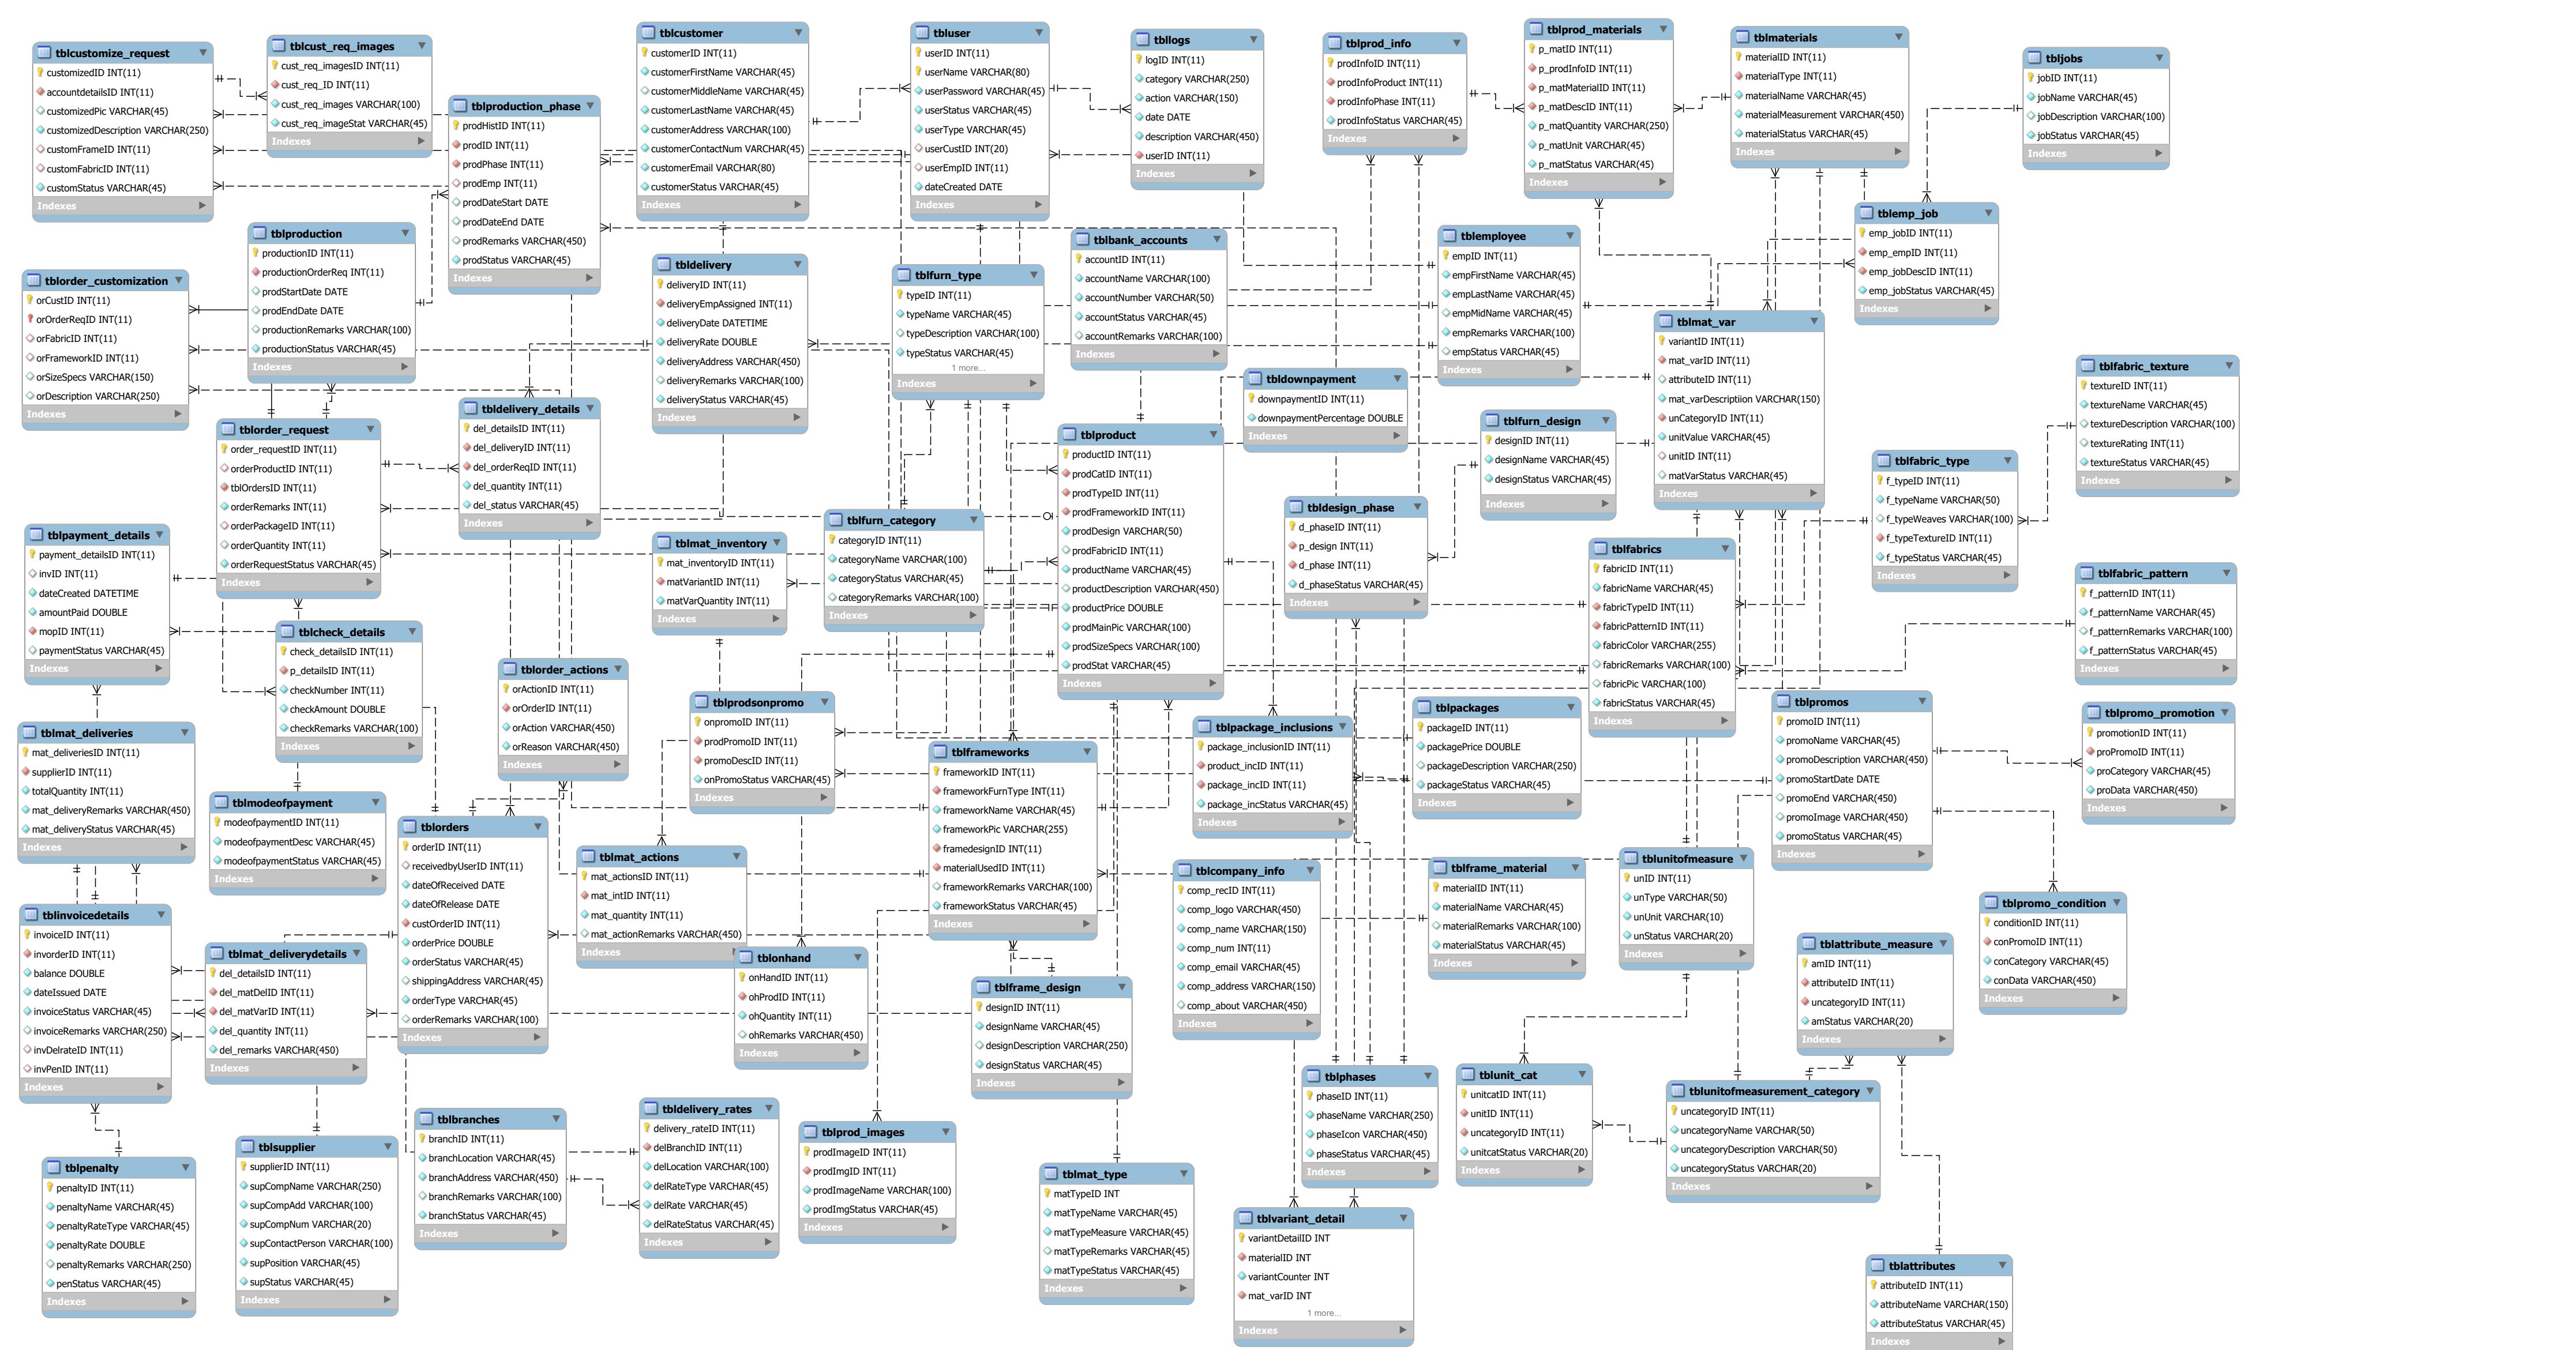 tblcustomize_request
customizedID INT(11)
accountdetailsID INT(11)
customizedPic VARCHAR(45)
customizedDescription VARCHAR(250)
customFrameID INT(11)
customFabricID INT(11)
customStatus VARCHAR(45)
Indexes
tblcust_req_images
cust_req_imagesID INT(11)
cust_req_ID INT(11)
cust_req_images VARCHAR(100)
cust_req_imageStat VARCHAR(45)
Indexes
tblproduction_phase
prodHistID INT(11)
prodID INT(11)
prodPhase INT(11)
prodEmp INT(11)
prodDateStart DATE
prodDateEnd DATE
prodRemarks VARCHAR(450)
prodStatus VARCHAR(45)
Indexes
tblcustomer
customerID INT(11)
customerFirstName VARCHAR(45)
customerMiddleName VARCHAR(45)
customerLastName VARCHAR(45)
customerAddress VARCHAR(100)
customerContactNum VARCHAR(45)
customerEmail VARCHAR(80)
customerStatus VARCHAR(45)
Indexes
tbluser
userID INT(11)
userName VARCHAR(80)
userPassword VARCHAR(45)
userStatus VARCHAR(45)
userType VARCHAR(45)
userCustID INT(20)
userEmpID INT(11)
dateCreated DATE
Indexes
tbllogs
logID INT(11)
category VARCHAR(250)
action VARCHAR(150)
date DATE
description VARCHAR(450)
userID INT(11)
Indexes
tblprod_info
prodInfoID INT(11)
prodInfoProduct INT(11)
prodInfoPhase INT(11)
prodInfoStatus VARCHAR(45)
Indexes
tblprod_materials
p_matID INT(11)
p_prodInfoID INT(11)
p_matMaterialID INT(11)
p_matDescID INT(11)
p_matQuantity VARCHAR(250)
p_matUnit VARCHAR(45)
p_matStatus VARCHAR(45)
Indexes
tblmaterials
materialID INT(11)
materialType INT(11)
materialName VARCHAR(45)
materialMeasurement VARCHAR(450)
materialStatus VARCHAR(45)
Indexes
tbljobs
jobID INT(11)
jobName VARCHAR(45)
jobDescription VARCHAR(100)
jobStatus VARCHAR(45)
Indexes
tblorder_customization
orCustID INT(11)
orOrderReqID INT(11)
orFabricID INT(11)
orFrameworkID INT(11)
orSizeSpecs VARCHAR(150)
orDescription VARCHAR(250)
Indexes
tblproduction
productionID INT(11)
productionOrderReq INT(11)
prodStartDate DATE
prodEndDate DATE
productionRemarks VARCHAR(100)
productionStatus VARCHAR(45)
Indexes
tbldelivery
deliveryID INT(11)
deliveryEmpAssigned INT(11)
deliveryDate DATETIME
deliveryRate DOUBLE
deliveryAddress VARCHAR(450)
deliveryRemarks VARCHAR(100)
deliveryStatus VARCHAR(45)
Indexes
tblfurn_type
typeID INT(11)
typeName VARCHAR(45)
typeDescription VARCHAR(100)
typeStatus VARCHAR(45)
1 more...
Indexes
tblbank_accounts
accountID INT(11)
accountName VARCHAR(100)
accountNumber VARCHAR(50)
accountStatus VARCHAR(45)
accountRemarks VARCHAR(100)
Indexes
tblemployee
empID INT(11)
empFirstName VARCHAR(45)
empLastName VARCHAR(45)
empMidName VARCHAR(45)
empRemarks VARCHAR(100)
empStatus VARCHAR(45)
Indexes
tblemp_job
emp_jobID INT(11)
emp_empID INT(11)
emp_jobDescID INT(11)
emp_jobStatus VARCHAR(45)
Indexes
tblmat_var
variantID INT(11)
mat_varID INT(11)
attributeID INT(11)
mat_varDescriptiion VARCHAR(150)
unCategoryID INT(11)
unitValue VARCHAR(45)
unitID INT(11)
matVarStatus VARCHAR(45)
Indexes
tblfabric_texture
textureID INT(11)
textureName VARCHAR(45)
textureDescription VARCHAR(100)
textureRating INT(11)
textureStatus VARCHAR(45)
Indexes
tblorder_request
order_requestID INT(11)
orderProductID INT(11)
tblOrdersID INT(11)
orderRemarks INT(11)
orderPackageID INT(11)
orderQuantity INT(11)
orderRequestStatus VARCHAR(45)
Indexes
tbldelivery_details
del_detailsID INT(11)
del_deliveryID INT(11)
del_orderReqID INT(11)
del_quantity INT(11)
del_status VARCHAR(45)
Indexes
tbldownpayment
downpaymentID INT(11)
downpaymentPercentage DOUBLE
Indexes
tblproduct
productID INT(11)
prodCatID INT(11)
prodTypeID INT(11)
prodFrameworkID INT(11)
prodDesign VARCHAR(50)
prodFabricID INT(11)
productName VARCHAR(45)
productDescription VARCHAR(450)
productPrice DOUBLE
prodMainPic VARCHAR(100)
prodSizeSpecs VARCHAR(100)
prodStat VARCHAR(45)
Indexes
tblfurn_design
designID INT(11)
designName VARCHAR(45)
designStatus VARCHAR(45)
Indexes
tblfabric_type
f_typeID INT(11)
f_typeName VARCHAR(50)
f_typeWeaves VARCHAR(100)
f_typeTextureID INT(11)
f_typeStatus VARCHAR(45)
Indexes
tblpayment_details
payment_detailsID INT(11)
invID INT(11)
dateCreated DATETIME
amountPaid DOUBLE
mopID INT(11)
paymentStatus VARCHAR(45)
Indexes
tblmat_inventory
mat_inventoryID INT(11)
matVariantID INT(11)
matVarQuantity INT(11)
Indexes
tblfurn_category
categoryID INT(11)
categoryName VARCHAR(100)
categoryStatus VARCHAR(45)
categoryRemarks VARCHAR(100)
Indexes
tbldesign_phase
d_phaseID INT(11)
p_design INT(11)
d_phase INT(11)
d_phaseStatus VARCHAR(45)
Indexes
tblfabrics
fabricID INT(11)
fabricName VARCHAR(45)
fabricTypeID INT(11)
fabricPatternID INT(11)
fabricColor VARCHAR(255)
fabricRemarks VARCHAR(100)
fabricPic VARCHAR(100)
fabricStatus VARCHAR(45)
Indexes
tblfabric_pattern
f_patternID INT(11)
f_patternName VARCHAR(45)
f_patternRemarks VARCHAR(100)
f_patternStatus VARCHAR(45)
Indexes
tblcheck_details
check_detailsID INT(11)
p_detailsID INT(11)
checkNumber INT(11)
checkAmount DOUBLE
checkRemarks VARCHAR(100)
Indexes
tblorder_actions
orActionID INT(11)
orOrderID INT(11)
orAction VARCHAR(450)
orReason VARCHAR(450)
Indexes
tblprodsonpromo
onpromoID INT(11)
prodPromoID INT(11)
promoDescID INT(11)
onPromoStatus VARCHAR(45)
Indexes
tblpackage_inclusions
package_inclusionID INT(11)
product_incID INT(11)
package_incID INT(11)
package_incStatus VARCHAR(45)
Indexes
tblpackages
packageID INT(11)
packagePrice DOUBLE
packageDescription VARCHAR(250)
packageStatus VARCHAR(45)
Indexes
tblpromos
promoID INT(11)
promoName VARCHAR(45)
promoDescription VARCHAR(450)
promoStartDate DATE
promoEnd VARCHAR(450)
promoImage VARCHAR(450)
promoStatus VARCHAR(45)
Indexes
tblpromo_promotion
promotionID INT(11)
proPromoID INT(11)
proCategory VARCHAR(45)
proData VARCHAR(450)
Indexes
tblmat_deliveries
mat_deliveriesID INT(11)
supplierID INT(11)
totalQuantity INT(11)
mat_deliveryRemarks VARCHAR(450)
mat_deliveryStatus VARCHAR(45)
Indexes
tblmodeofpayment
modeofpaymentID INT(11)
modeofpaymentDesc VARCHAR(45)
modeofpaymentStatus VARCHAR(45)
Indexes
tblorders
orderID INT(11)
receivedbyUserID INT(11)
dateOfReceived DATE
dateOfRelease DATE
custOrderID INT(11)
orderPrice DOUBLE
orderStatus VARCHAR(45)
shippingAddress VARCHAR(45)
orderType VARCHAR(45)
orderRemarks VARCHAR(100)
Indexes
tblmat_actions
mat_actionsID INT(11)
mat_intID INT(11)
mat_quantity INT(11)
mat_actionRemarks VARCHAR(450)
Indexes
tblframeworks
frameworkID INT(11)
frameworkFurnType INT(11)
frameworkName VARCHAR(45)
frameworkPic VARCHAR(255)
framedesignID INT(11)
materialUsedID INT(11)
frameworkRemarks VARCHAR(100)
frameworkStatus VARCHAR(45)
Indexes
tblcompany_info
comp_recID INT(11)
comp_logo VARCHAR(450)
comp_name VARCHAR(150)
comp_num INT(11)
comp_email VARCHAR(45)
comp_address VARCHAR(150)
comp_about VARCHAR(450)
Indexes
tblframe_material
materialID INT(11)
materialName VARCHAR(45)
materialRemarks VARCHAR(100)
materialStatus VARCHAR(45)
Indexes
tblunitofmeasure
unID INT(11)
unType VARCHAR(50)
unUnit VARCHAR(10)
unStatus VARCHAR(20)
Indexes
tblpromo_condition
conditionID INT(11)
conPromoID INT(11)
conCategory VARCHAR(45)
conData VARCHAR(450)
Indexes
tblinvoicedetails
invoiceID INT(11)
invorderID INT(11)
balance DOUBLE
dateIssued DATE
invoiceStatus VARCHAR(45)
invoiceRemarks VARCHAR(250)
invDelrateID INT(11)
invPenID INT(11)
Indexes
tblmat_deliverydetails
del_detailsID INT(11)
del_matDelID INT(11)
del_matVarID INT(11)
del_quantity INT(11)
del_remarks VARCHAR(450)
Indexes
tblonhand
onHandID INT(11)
ohProdID INT(11)
ohQuantity INT(11)
ohRemarks VARCHAR(450)
Indexes
tblframe_design
designID INT(11)
designName VARCHAR(45)
designDescription VARCHAR(250)
designStatus VARCHAR(45)
Indexes
tblattribute_measure
amID INT(11)
attributeID INT(11)
uncategoryID INT(11)
amStatus VARCHAR(20)
Indexes
tblphases
phaseID INT(11)
phaseName VARCHAR(250)
phaseIcon VARCHAR(450)
phaseStatus VARCHAR(45)
Indexes
tblunit_cat
unitcatID INT(11)
unitID INT(11)
uncategoryID INT(11)
unitcatStatus VARCHAR(20)
Indexes
tblunitofmeasurement_category
uncategoryID INT(11)
uncategoryName VARCHAR(50)
uncategoryDescription VARCHAR(50)
uncategoryStatus VARCHAR(20)
Indexes
tblpenalty
penaltyID INT(11)
penaltyName VARCHAR(45)
penaltyRateType VARCHAR(45)
penaltyRate DOUBLE
penaltyRemarks VARCHAR(250)
penStatus VARCHAR(45)
Indexes
tblsupplier
supplierID INT(11)
supCompName VARCHAR(250)
supCompAdd VARCHAR(100)
supCompNum VARCHAR(20)
supContactPerson VARCHAR(100)
supPosition VARCHAR(45)
supStatus VARCHAR(45)
Indexes
tblbranches
branchID INT(11)
branchLocation VARCHAR(45)
branchAddress VARCHAR(450)
branchRemarks VARCHAR(100)
branchStatus VARCHAR(45)
Indexes
tbldelivery_rates
delivery_rateID INT(11)
delBranchID INT(11)
delLocation VARCHAR(100)
delRateType VARCHAR(45)
delRate VARCHAR(45)
delRateStatus VARCHAR(45)
Indexes
tblprod_images
prodImageID INT(11)
prodImgID INT(11)
prodImageName VARCHAR(100)
prodImgStatus VARCHAR(45)
Indexes
tblmat_type
matTypeID INT
matTypeName VARCHAR(45)
matTypeMeasure VARCHAR(45)
matTypeRemarks VARCHAR(45)
matTypeStatus VARCHAR(45)
Indexes
tblvariant_detail
variantDetailID INT
materialID INT
variantCounter INT
mat_varID INT
1 more...
Indexes
tblattributes
attributeID INT(11)
attributeName VARCHAR(150)
attributeStatus VARCHAR(45)
Indexes